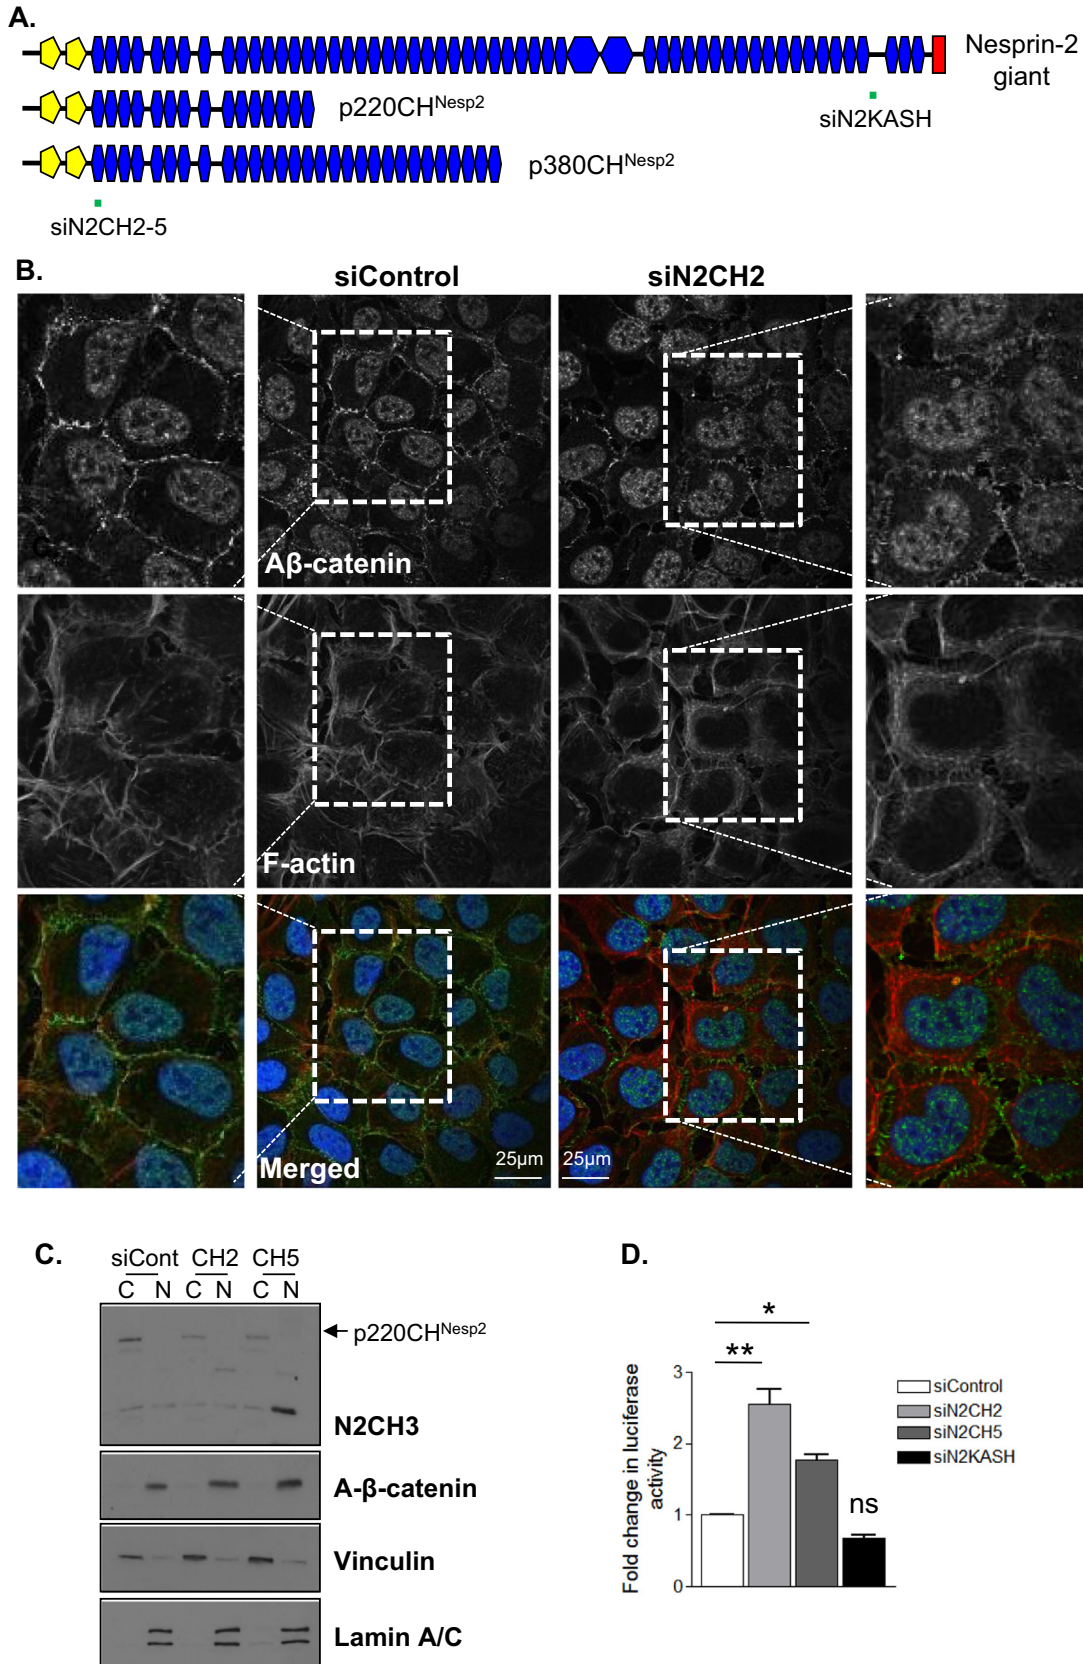 A.
Nesprin-2
giant
p220CH^Nesp2
siN2KASH
p380CH^Nesp2
siN2CH2-5
B.
siControl
siN2CH2
C.
Aβ-catenin
F-actin
Merged
25µm
25µm
C.
siCont CH2 CH5
C N C N C N
p220CH^Nesp2
N2CH3
A-β-catenin
Vinculin
Lamin A/C
D.
*
**
ns
3
2
1
0
Fold change in luciferase
activity
siControl
siN2CH2
siN2CH5
siN2KASH